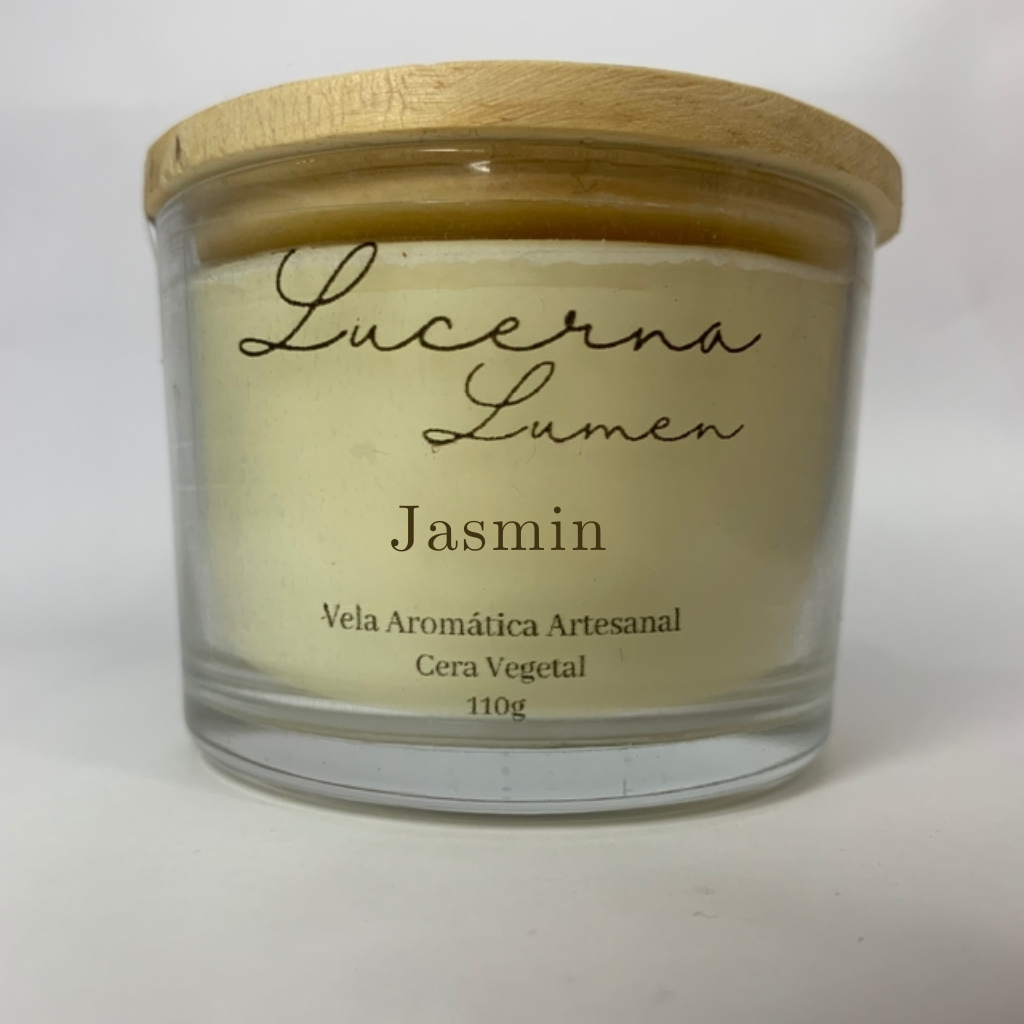 Lucerna
Lumen
Jasmin
Vela Aromática Artesanal
Cera Vegetal
110g